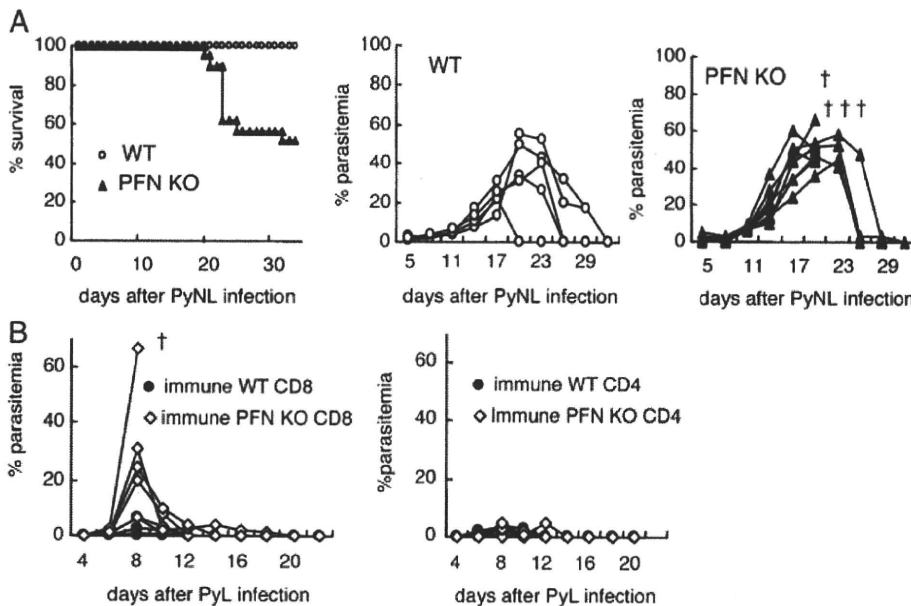 A
% survival
100
80
60
40
20
0
WT
PFN KO
0
10
20
30
days after PyNL infection
% parasitemia
100
80
60
40
20
0
WT
5
11
17
23
29
days after PyNL infection
% parasitemia
100
80
60
40
20
0
PFN KO
†
† † †
5
11
17
23
29
days after PyNL infection
B
% parasitemia
60
40
20
0
†
immune WT CD8
immune PFN KO CD8
4
8
12
16
20
days after PyL infection
%parasitemia
60
40
20
0
immune WT CD4
Immune PFN KO CD4
4
8
12
16
20
days after PyL infection